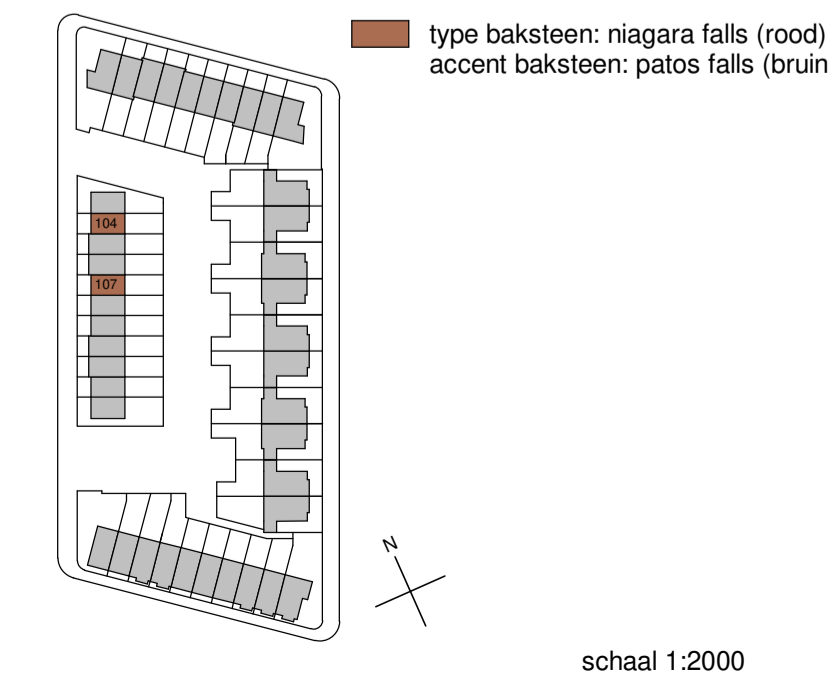 type baksteen: niagara falls (rood)
accent baksteen: patos falls (bruin
104
107
N
schaal 1:2000